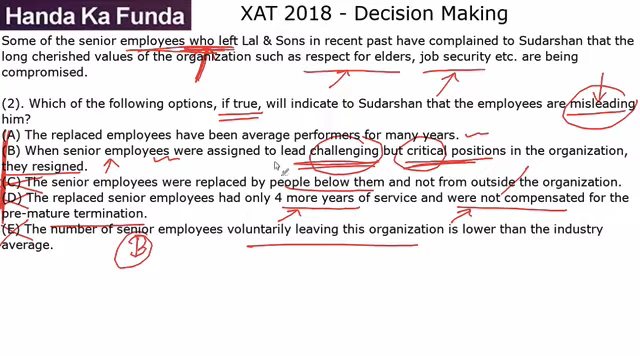 Handa Ka Funda
XAT 2018 - Decision Making
Some of the senior employees who left Lal & Sons in recent past have complained to Sudarshan that the
long cherished values of the organization such as respect for elders, job security etc. are being
compromised.
(2). Which of the following options, if true, will indicate to Sudarshan that the employees are misleading
him?
(A) The replaced employees have been average performers for many years.
(B) When senior employees were assigned to lead challenging but critical positions in the organization,
they resigned.
(C) The senior employees were replaced by people below them and not from outside the organization.
(D) The replaced senior employees had only 4 more years of service and were not compensated for the
pre-mature termination.
(E) The number of senior employees voluntarily leaving this organization is lower than the industry
average.
B